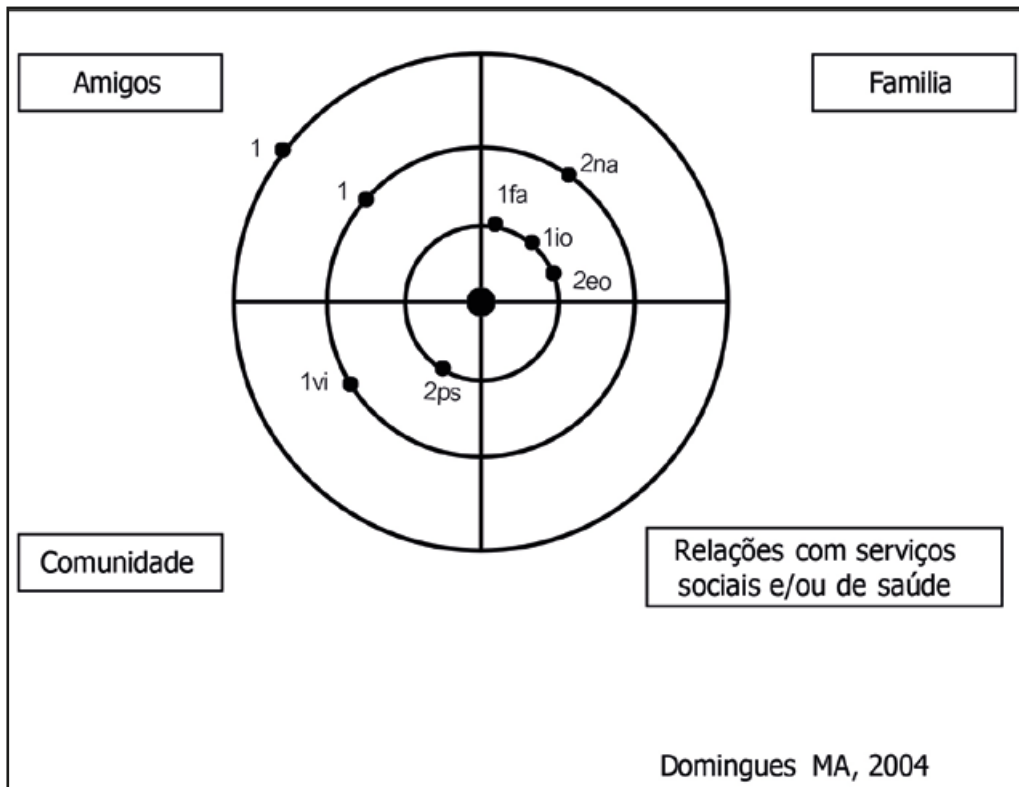 Amigos
Familia
1
1
2na
1fa
1io
2eo
1vi
2ps
Comunidade
Relações com serviços
sociais e/ou de saúde
Domingues MA, 2004